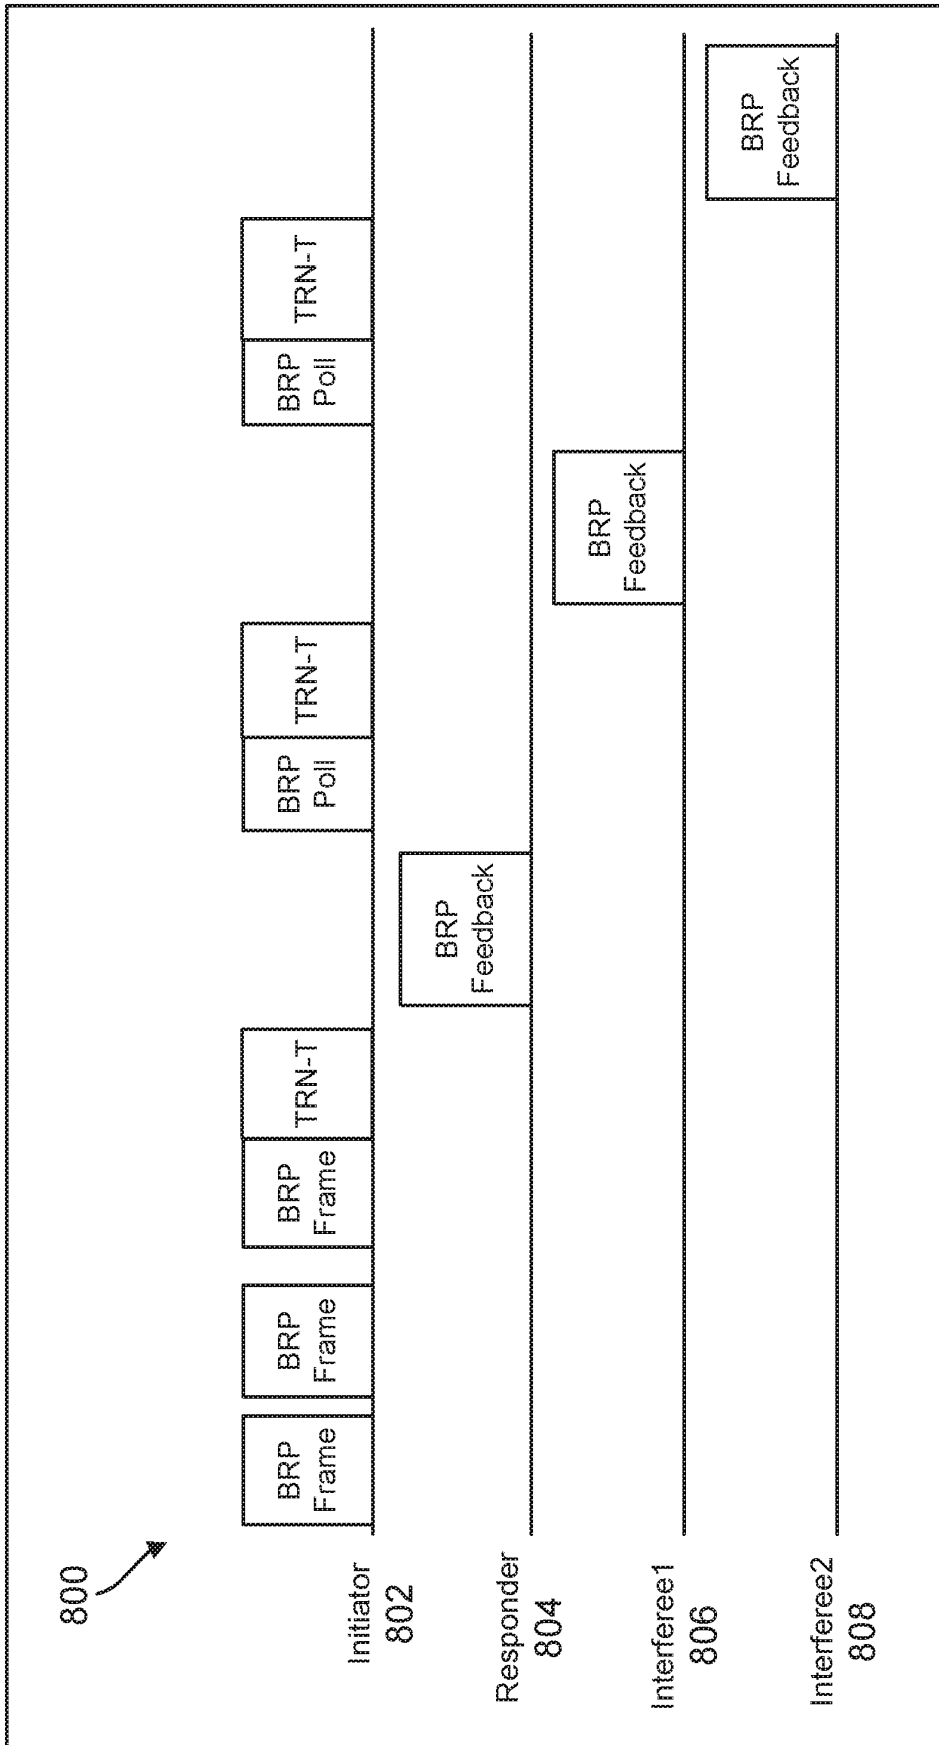 800
BRP
Frame
BRP
Frame
BRP
Frame
TRN-T
BRP
Poll
TRN-T
BRP
Poll
TRN-T
Initiator
802
BRP
Feedback
Responder
804
BRP
Feedback
Interferee1
806
BRP
Feedback
Interferee2
808